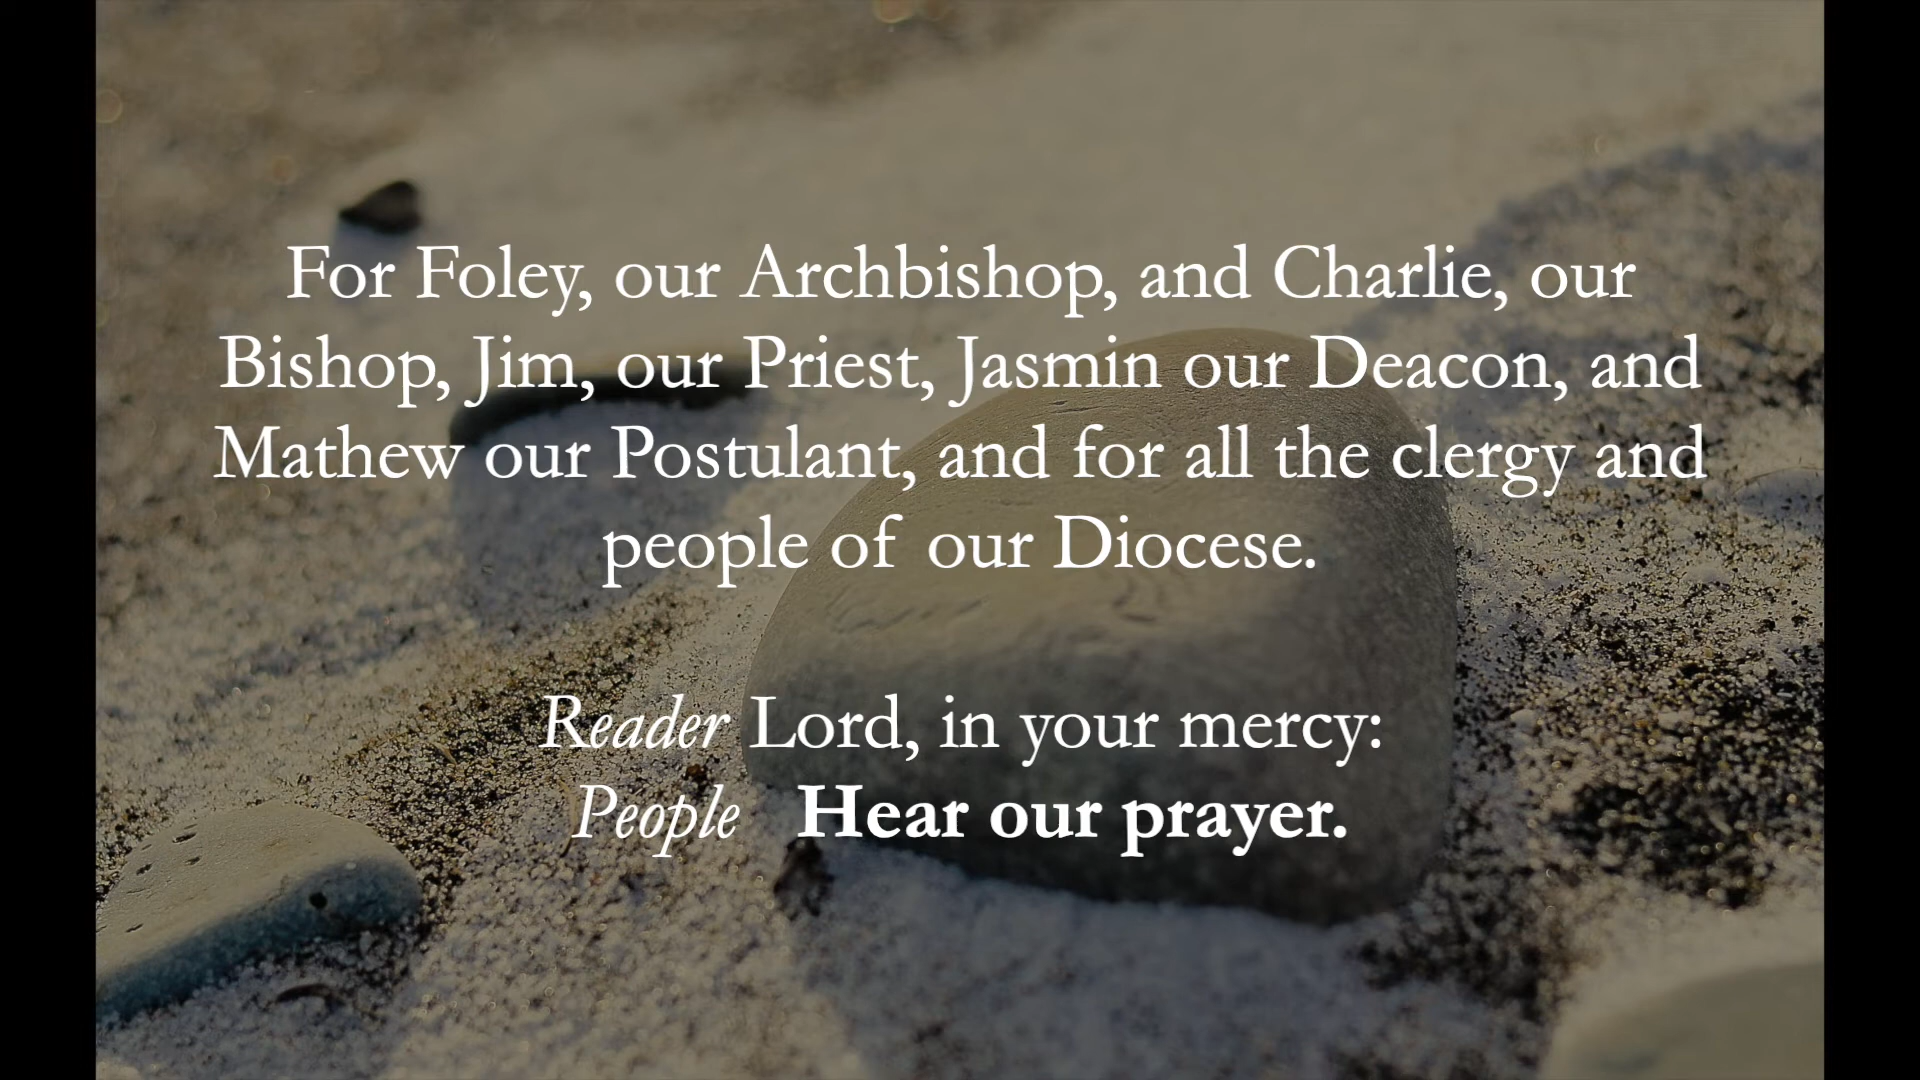 For Foley, our Archbishop, and Charlie, our
Bishop, Jim, our Priest, Jasmin our Deacon, and
Mathew our Postulant, and for all the clergy and
people of our Diocese.
Reader Lord, in your mercy:
People Hear our prayer.